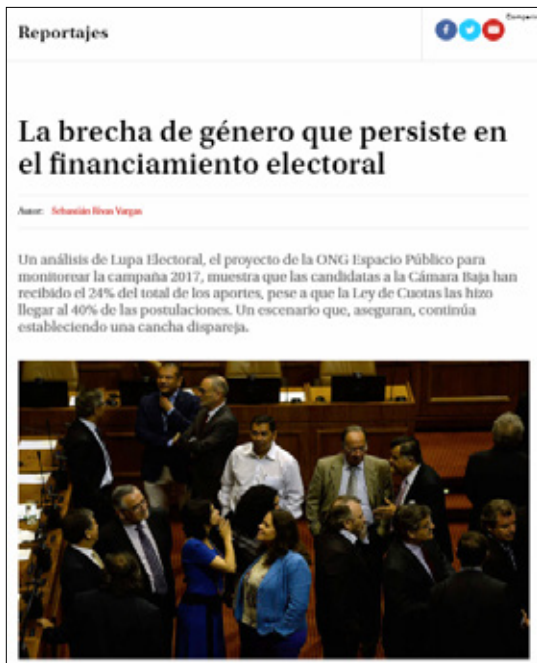 Reportajes
La brecha de género que persiste en
el financiamiento electoral
Autor: Sebastián Rivas Vargas
Un análisis de Lupa Electoral, el proyecto de la ONG Espacio Público para
monitorear la campaña 2017, muestra que las candidatas a la Cámara Baja han
recibido el 24% del total de los aportes, pese a que la Ley de Cuotas las hizo
llegar al 40% de las postulaciones. Un escenario que, aseguran, continúa
estableciendo una cancha dispareja.